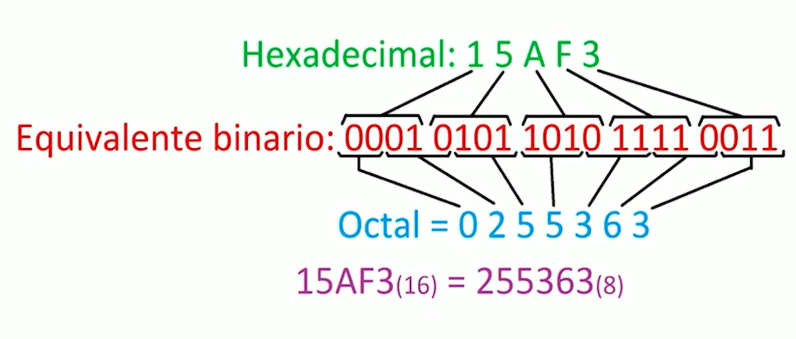 Hexadecimal: 1 5 A F 3
Equivalente binario: 0001 0101 1010 1111 0011
Octal = 0 2 5 5 3 6 3
15AF3(16) = 255363(8)